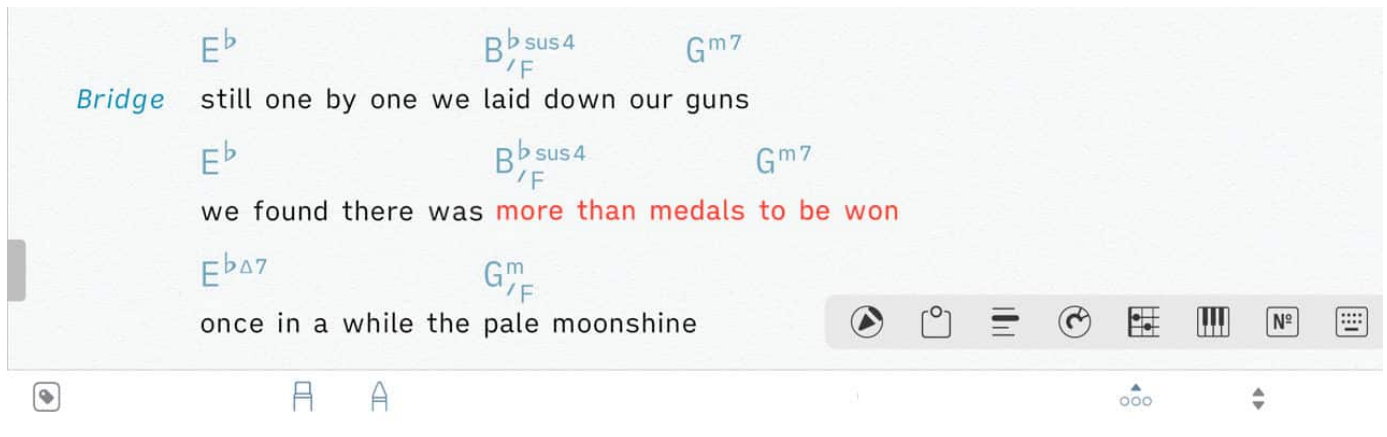 E♭ B♭sus4/F Gm7
Bridge still one by one we laid down our guns
E♭ B♭sus4/F Gm7
we found there was more than medals to be won
E♭Δ7 Gm/F
once in a while the pale moonshine
Nº